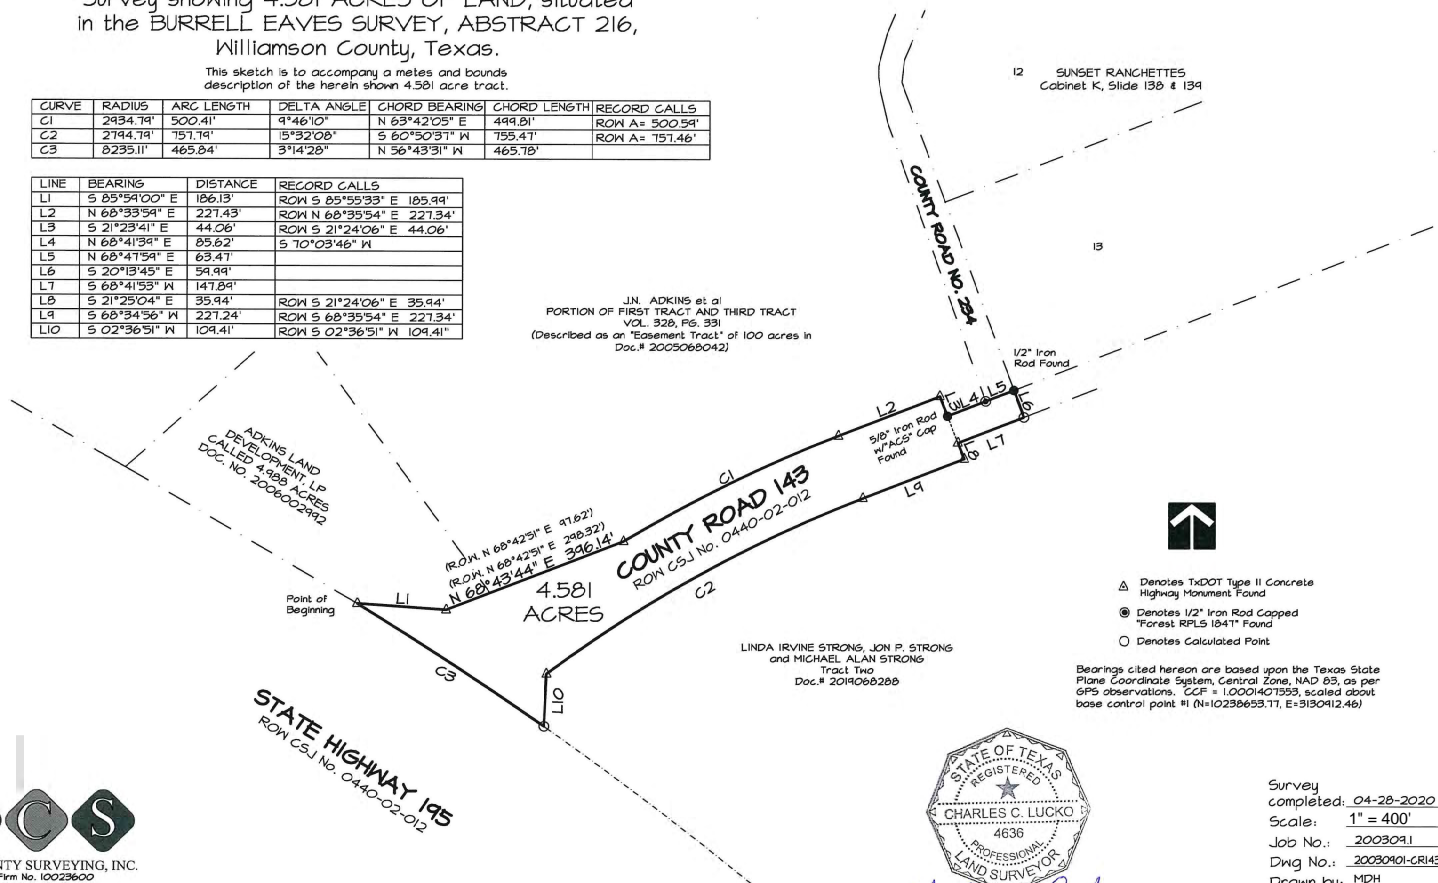 Survey showing 4.581 ACRES OF LAND, situated
in the BURRELL EAVES SURVEY, ABSTRACT 216,
Williamson County, Texas.
This sketch is to accompany a metes and bounds
description of the herein shown 4.581 acre tract.
CURVE RADIUS ARC LENGTH DELTA ANGLE CHORD BEARING CHORD LENGTH RECORD CALLS
C1 2934.79' 500.41' 9°46'10" N 63°42'05" E 499.81' ROW A= 500.59'
C2 2794.79' 757.79' 15°32'08" S 60°50'37" W 755.47' ROW A= 757.46'
C3 8235.11' 465.84' 3°14'28" N 56°43'31" W 465.78'
LINE BEARING DISTANCE RECORD CALLS
L1 S 85°59'00" E 186.13' ROW S 85°55'33" E 185.99'
L2 N 68°33'59" E 227.43' ROW N 68°35'54" E 227.34'
L3 S 21°23'41" E 44.06' ROW S 21°24'06" E 44.06'
L4 N 68°41'39" E 85.62' S 70°03'46" W
L5 N 68°47'59" E 63.47'
L6 S 20°13'45" E 59.99'
L7 S 68°41'53" W 147.89'
L8 S 21°25'04" E 35.94' ROW S 21°24'06" E 35.94'
L9 S 68°34'56" W 227.24' ROW S 68°35'54" E 227.34'
L10 S 02°36'51" W 109.41' ROW S 02°36'51" W 109.41"
12 SUNSET RANCHETTES
Cabinet K, Slide 138 & 139
COUNTY ROAD NO. 234
13
J.N. ADKINS et al
PORTION OF FIRST TRACT AND THIRD TRACT
VOL. 328, PG. 331
(Described as an "Easement Tract" of 100 acres in
Doc.# 2005068042)
1/2" Iron
Rod Found
ADKINS LAND
DEVELOPMENT, LP
CALLED 4.988 ACRES
DOC. NO. 2006002992
L2
L3
L4
L5
L6
L7
L8
L9
5/8" Iron Rod
w/"ACS" Cap
Found
C1
COUNTY ROAD 143
ROW CSJ No. 0440-02-012
C2
(R.O.W. N 68°42'51" E 97.62')
(R.O.W. N 68°42'51" E 298.32')
N 68°43'44" E 396.14'
4.581
ACRES
Point of
Beginning
L1
C3
L10
STATE HIGHWAY 195
ROW CSJ No. 0440-02-012
LINDA IRVINE STRONG, JON P. STRONG
and MICHAEL ALAN STRONG
Tract Two
Doc.# 2019068288
Denotes TxDOT Type II Concrete
Highway Monument Found
Denotes 1/2" Iron Rod Capped
"Forest RPLS 1847" Found
Denotes Calculated Point
Bearings cited hereon are based upon the Texas State
Plane Coordinate System, Central Zone, NAD 83, as per
GPS observations. CCF = 1.0001407553, scaled about
base control point #1 (N=10238653.77, E=3130912.46)
STATE OF TEXAS
REGISTERED
CHARLES C. LUCKO
4636
PROFESSIONAL
LAND SURVEYOR
Survey
completed: 04-28-2020
Scale: 1" = 400'
Job No.: 200309.1
Dwg No.: 20030901-CR143
Drawn by: MDH
C S
NTY SURVEYING, INC.
Firm No. 10023600